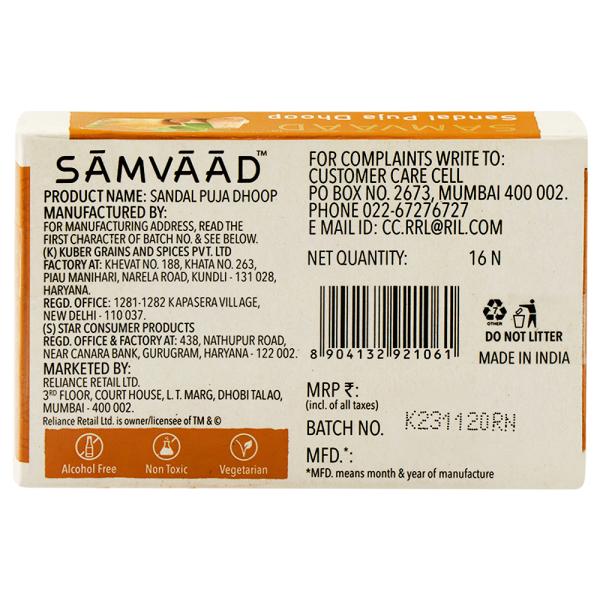 SĀMVĀĀD
Sandal Puja Dhoop
SĀMVĀĀD™
PRODUCT NAME: SANDAL PUJA DHOOP
MANUFACTURED BY:
FOR MANUFACTURING ADDRESS, READ THE
FIRST CHARACTER OF BATCH NO. & SEE BELOW.
(K) KUBER GRAINS AND SPICES PVT. LTD
FACTORY AT: KHEVAT NO. 188, KHATA NO. 263,
PIAU MANIHARI, NARELA ROAD, KUNDLI - 131 028,
HARYANA.
REGD. OFFICE: 1281-1282 KAPASERA VILLAGE,
NEW DELHI - 110 037.
(S) STAR CONSUMER PRODUCTS
REGD. OFFICE & FACTORY AT: 438, NATHUPUR ROAD,
NEAR CANARA BANK, GURUGRAM, HARYANA - 122 002.
MARKETED BY:
RELIANCE RETAIL LTD.
3RD FLOOR, COURT HOUSE, L. T. MARG, DHOBI TALAO,
MUMBAI - 400 002.
Reliance Retail Ltd. is owner/licensee of TM & ©
Alcohol Free
Non Toxic
Vegetarian
FOR COMPLAINTS WRITE TO:
CUSTOMER CARE CELL
PO BOX NO. 2673, MUMBAI 400 002.
PHONE 022-67276727
E MAIL ID: CC.RRL@RIL.COM
NET QUANTITY: 16 N
8 904132 921061
7
OTHER
DO NOT LITTER
MADE IN INDIA
MRP ₹:
(incl. of all taxes)
BATCH NO. K231120RN
MFD.*:
*MFD. means month & year of manufacture